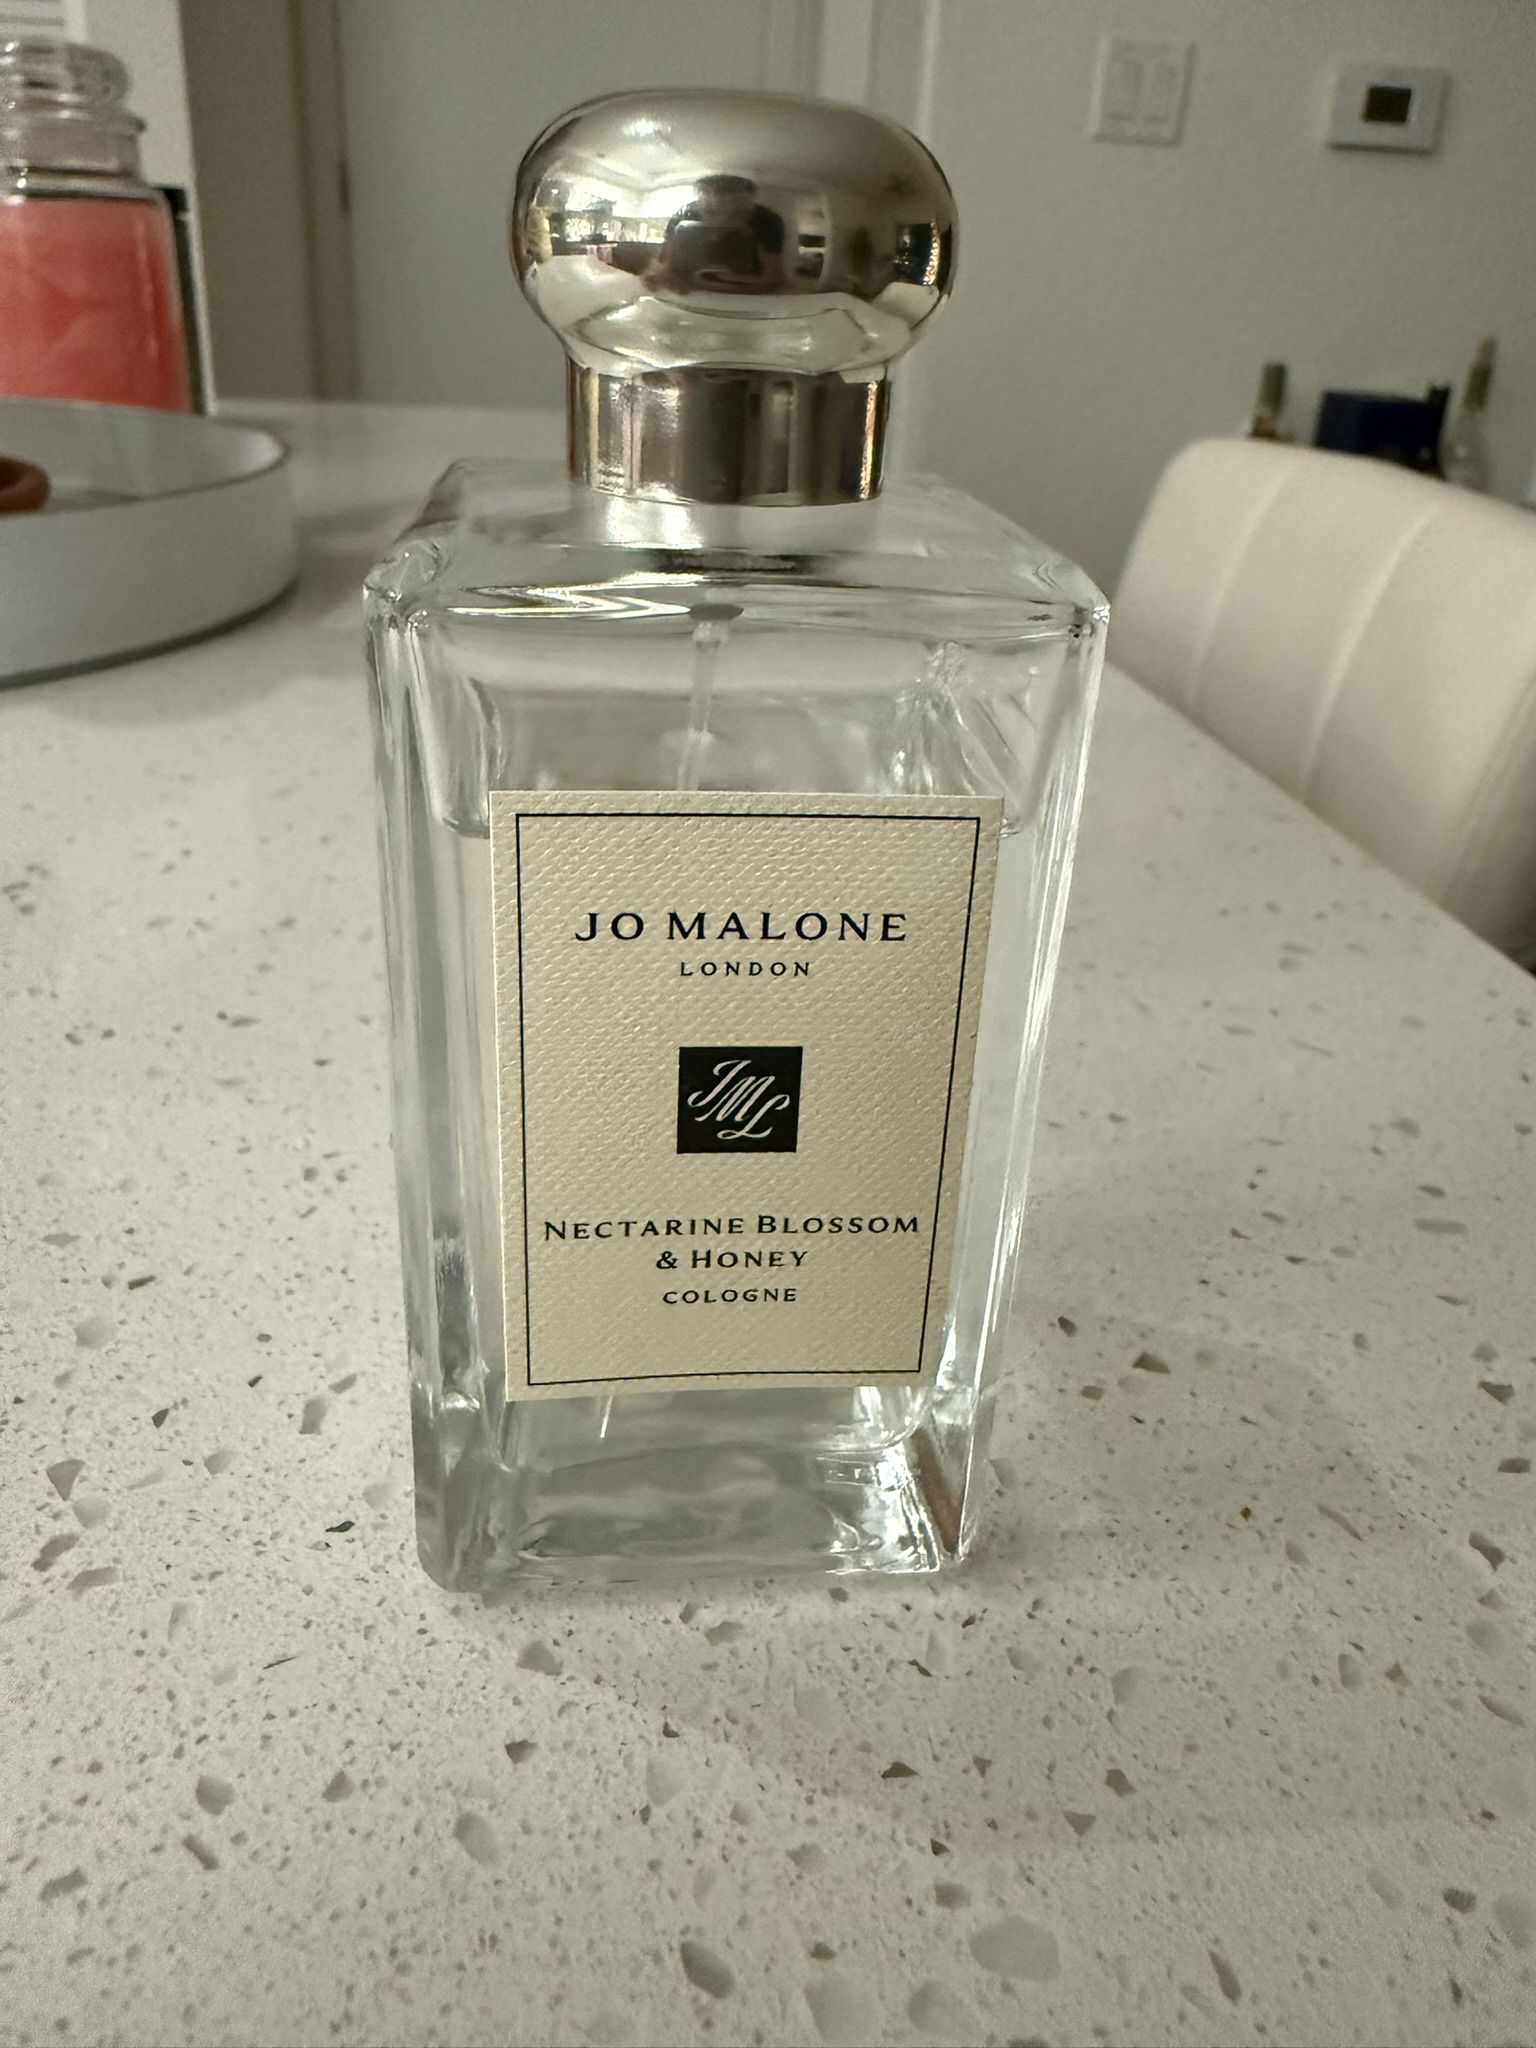 JO MALONE
LONDON
JML
NECTARINE BLOSSOM
& HONEY
COLOGNE